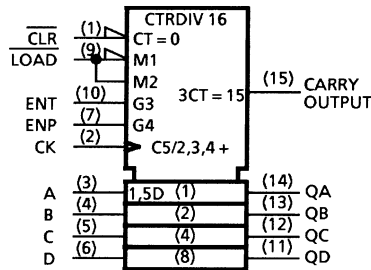 CTRDIV 16
CLR (1) CT = 0
LOAD (9) M1
M2
ENT (10) G3 3CT = 15 (15) CARRY OUTPUT
ENP (7) G4
CK (2) C5/2,3,4 +
A (3) 1,5D (1) (14) QA
B (4) (2) (13) QB
C (5) (4) (12) QC
D (6) (8) (11) QD